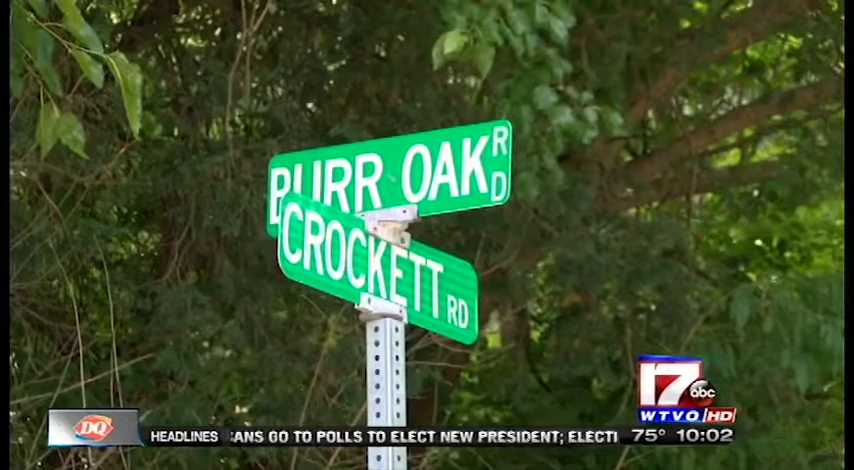 BURR OAK RD
CROCKETT RD
17 abc
WTVO HD
DQ
HEADLINES ANS GO TO POLLS TO ELECT NEW PRESIDENT; ELECTI 75° 10:02